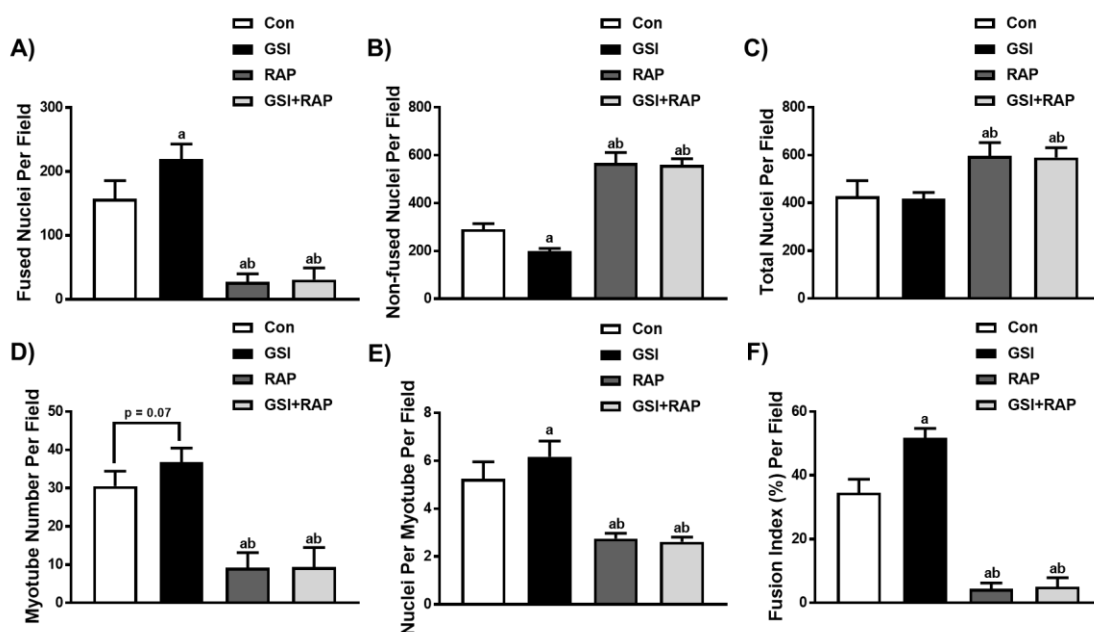 A)
Con
GSI
RAP
GSI+RAP
Fused Nuclei Per Field
300
200
100
0
a
ab
ab
B)
Con
GSI
RAP
GSI+RAP
Non-fused Nuclei Per Field
800
600
400
200
0
a
ab
ab
C)
Con
GSI
RAP
GSI+RAP
Total Nuclei Per Field
800
600
400
200
0
ab
ab
D)
Con
GSI
RAP
GSI+RAP
Myotube Number Per Field
50
40
30
20
10
0
p = 0.07
ab
ab
E)
Con
GSI
RAP
GSI+RAP
Nuclei Per Myotube Per Field
8
6
4
2
0
a
ab
ab
F)
Con
GSI
RAP
GSI+RAP
Fusion Index (%) Per Field
60
40
20
0
a
ab
ab